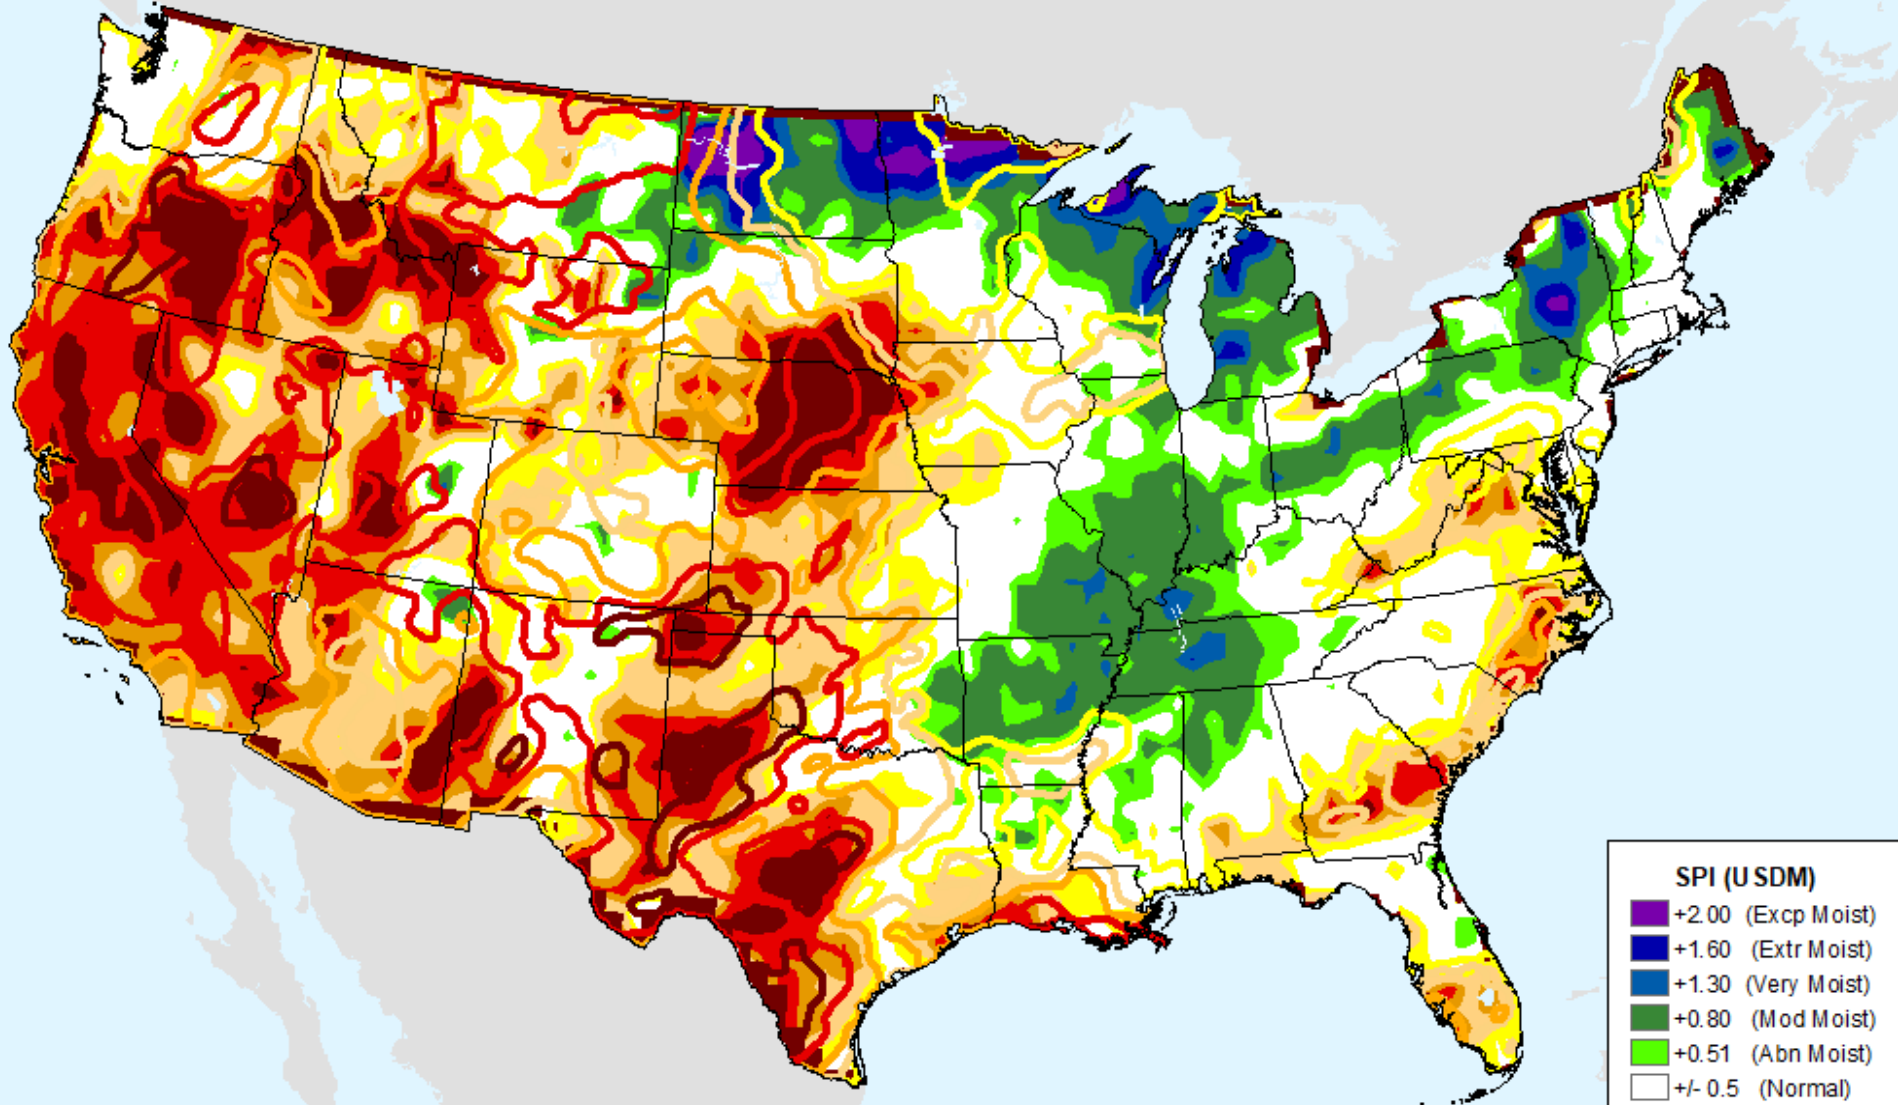 SPI (USDM)
+2.00 (Excp Moist)
+1.60 (Extr Moist)
+1.30 (Very Moist)
+0.80 (Mod Moist)
+0.51 (Abn Moist)
+/- 0.5 (Normal)